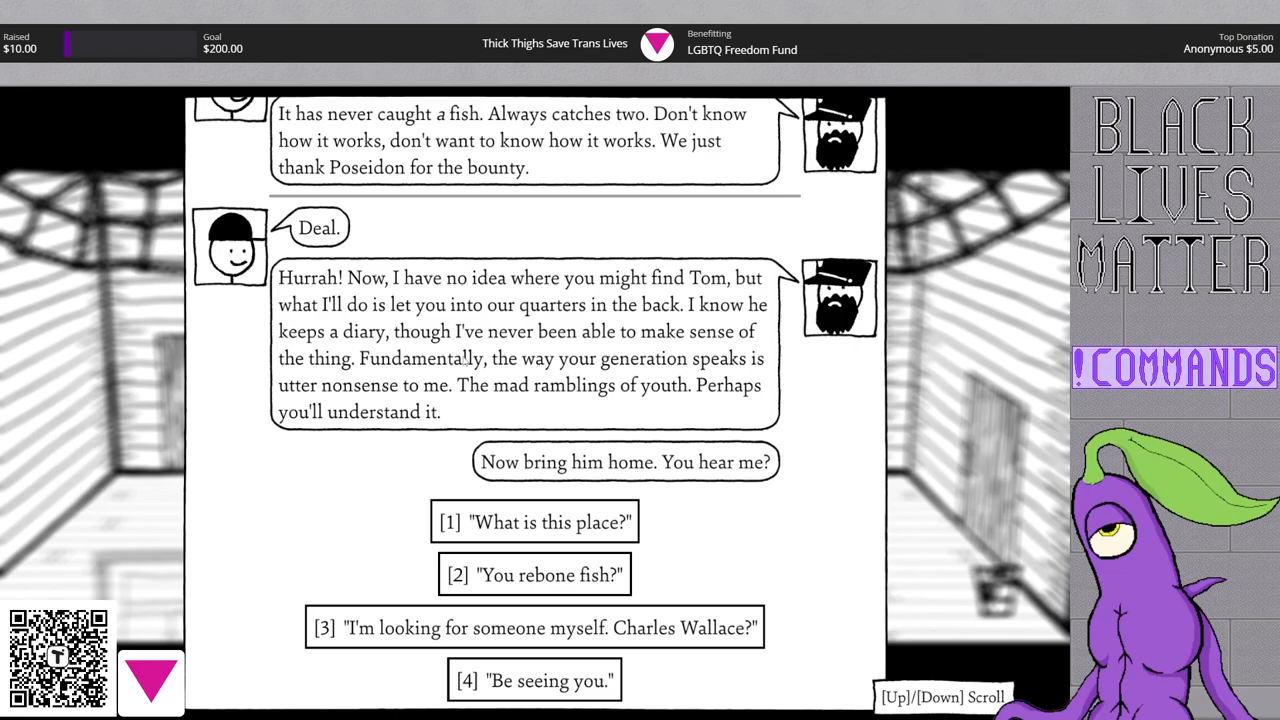 Raised
$10.00
Goal
$200.00
Thick Thighs Save Trans Lives
Benefitting
LGBTQ Freedom Fund
Top Donation
Anonymous $5.00
It has never caught a fish. Always catches two. Don't know
how it works, don't want to know how it works. We just
thank Poseidon for the bounty.
Deal.
Hurrah! Now, I have no idea where you might find Tom, but
what I'll do is let you into our quarters in the back. I know he
keeps a diary, though I've never been able to make sense of
the thing. Fundamentally, the way your generation speaks is
utter nonsense to me. The mad ramblings of youth. Perhaps
you'll understand it.
Now bring him home. You hear me?
[1] "What is this place?"
[2] "You rebone fish?"
[3] "I'm looking for someone myself. Charles Wallace?"
[4] "Be seeing you."
[Up]/[Down] Scroll
BLACK
LIVES
MATTER
!COMMANDS